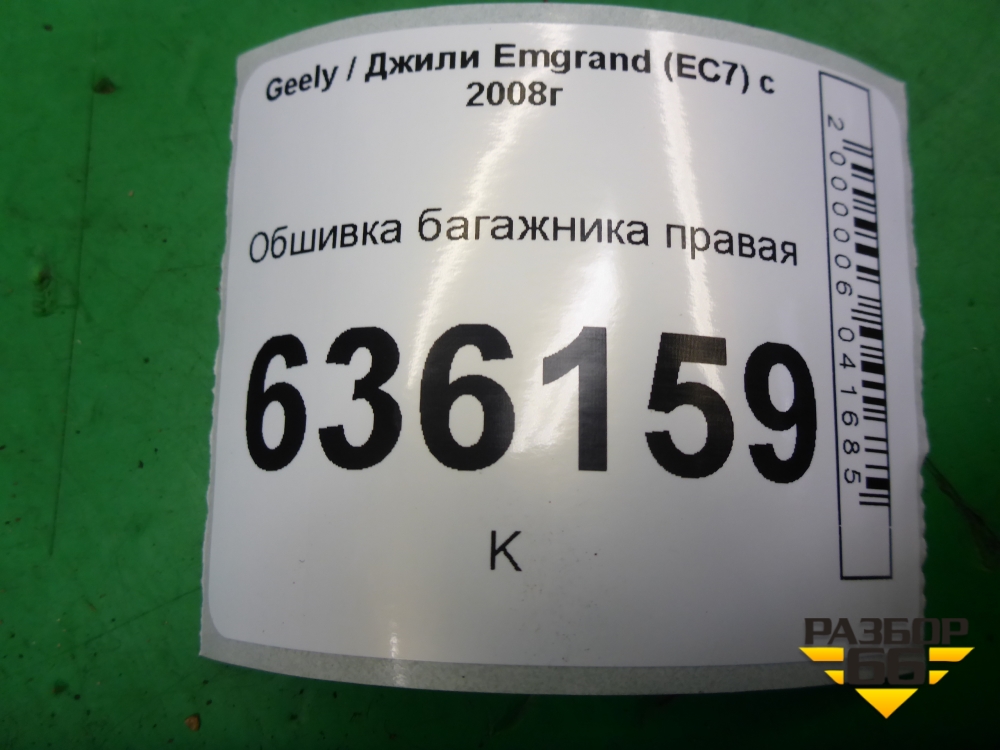 Geely / Джили Emgrand (EC7) с
2008г
Обшивка багажника правая
636159
К
2000006041685
РАЗБОР
66